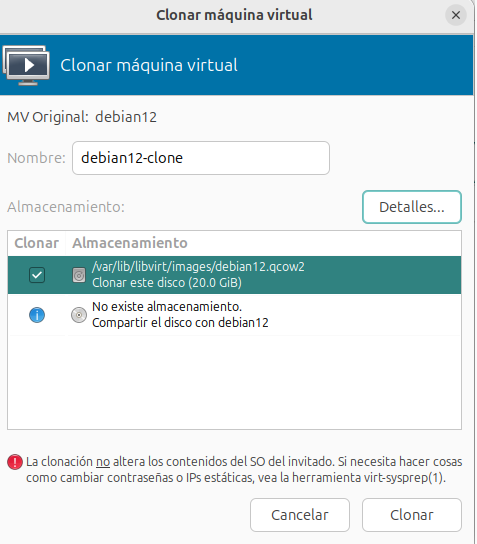 Clonar máquina virtual
Clonar máquina virtual
MV Original: debian12
Nombre: debian12-clone
Almacenamiento:
Detalles...
Clonar Almacenamiento
/var/lib/libvirt/images/debian12.qcow2
Clonar este disco (20.0 GiB)
No existe almacenamiento.
Compartir el disco con debian12
La clonación no altera los contenidos del SO del invitado. Si necesita hacer cosas
como cambiar contraseñas o IPs estáticas, vea la herramienta virt-sysprep(1).
Cancelar Clonar